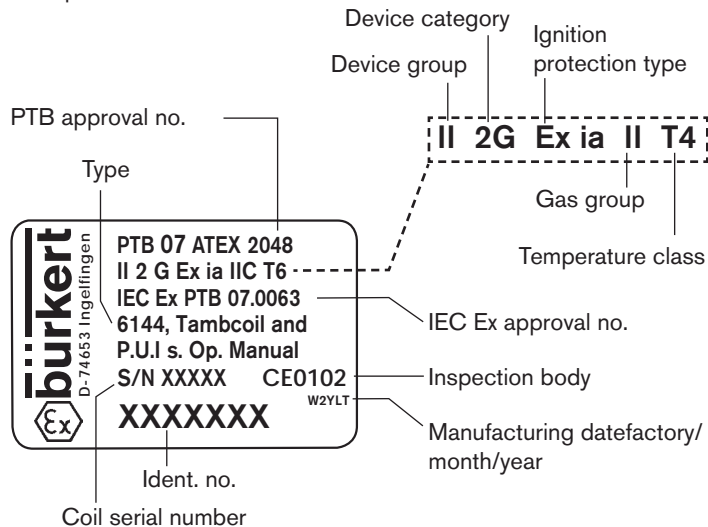 Device category
Ignition
protection type
Device group
PTB approval no.
II 2G Ex ia II T4
Type
Gas group
Temperature class
bürkert
D-74653 Ingelfingen
PTB 07 ATEX 2048
II 2 G Ex ia IIC T6
IEC Ex PTB 07.0063
6144, Tambcoil and
P.U.I s. Op. Manual
S/N XXXXX CE0102
W2YLT
Ex
XXXXXXX
IEC Ex approval no.
Inspection body
Manufacturing datefactory/
month/year
Ident. no.
Coil serial number